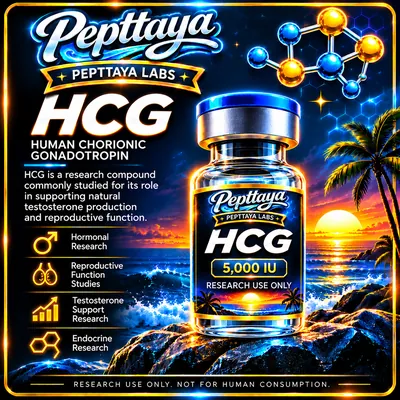 Pepttaya
PEPTTAYA LABS
HCG
HUMAN CHORIONIC
GONADOTROPIN
HCG is a research compound
commonly studied for its role
in supporting natural
testosterone production
and reproductive function.
Hormonal
Research
Reproductive
Function
Studies
Testosterone
Support
Research
Endocrine
Research
Pepttaya
PEPTTAYA LABS
HCG
5,000 IU
RESEARCH USE ONLY
RESEARCH USE ONLY. NOT FOR HUMAN CONSUMPTION.